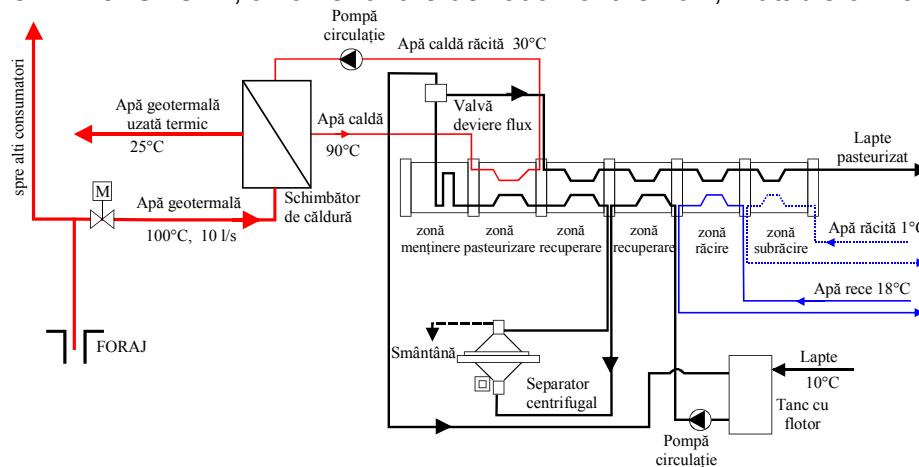 Pompă
circulație
Apă caldă răcită 30°C
spre alti consumatori
Apă geotermală
uzată termic
25°C
Apă caldă
90°C
Valvă
deviere flux
Lapte
pasteurizat
M
Apă geotermală
100°C, 10 l/s
Schimbător
de căldură
zonă
menținere
zonă
pasteurizare
zonă
recuperare
zonă
recuperare
zonă
răcire
zonă
subrăcire
Apă răcită 1°C
Apă rece 18°C
FORAJ
Smântână
Separator
centrifugal
Lapte
10°C
Tanc cu
flotor
Pompă
circulație